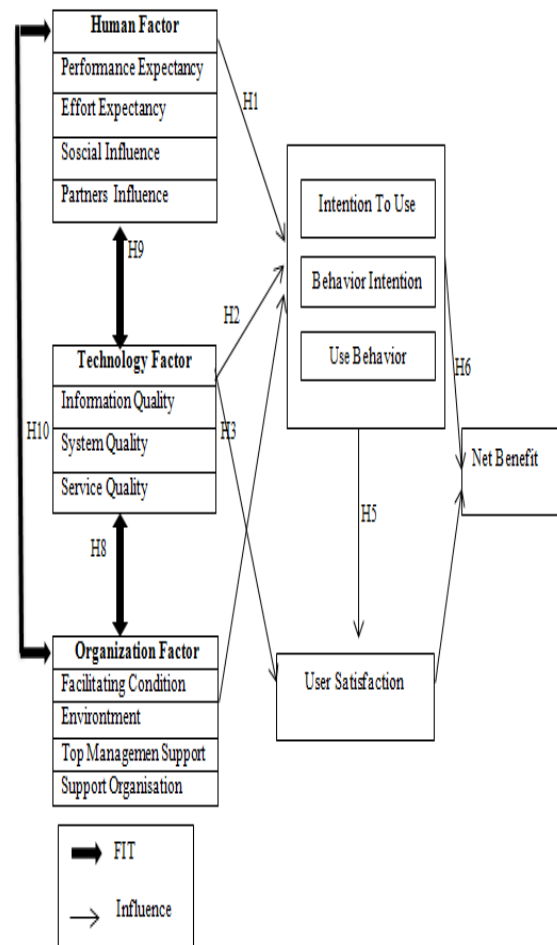 Human Factor
Performance Expectancy
Effort Expectancy
Soscial Influence
Partners Influence
H1
Intention To Use
Behavior Intention
Use Behavior
H9
H2
Technology Factor
Information Quality
System Quality
Service Quality
H10
H3
H6
Net Benefit
H5
H8
Organization Factor
Facilitating Condition
Environtment
Top Managemen Support
Support Organisation
User Satisfaction
FIT
Influence